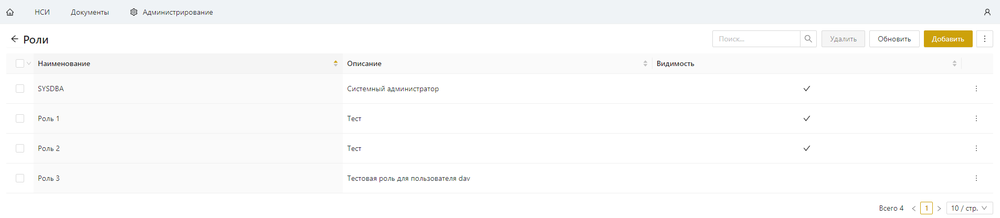 НСИ Документы Администрирование
Роли Поиск... Удалить Обновить Добавить
Наименование Описание Видимость
SYSDBA Системный администратор
Роль 1 Тест
Роль 2 Тест
Роль 3 Тестовая роль для пользователя dav
Всего 4 1 10 / стр.